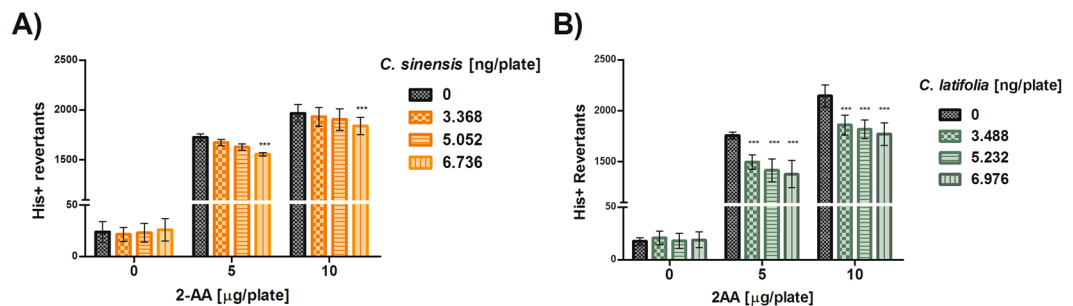 A)
His+ revertants
2500
2000
1500
50
0
0
5
10
2-AA [µg/plate]
***
***
C. sinensis [ng/plate]
0
3.368
5.052
6.736
B)
His+ Revertants
2500
2000
1500
50
0
0
5
10
2AA [µg/plate]
*** *** ***
*** *** ***
C. latifolia [ng/plate]
0
3.488
5.232
6.976